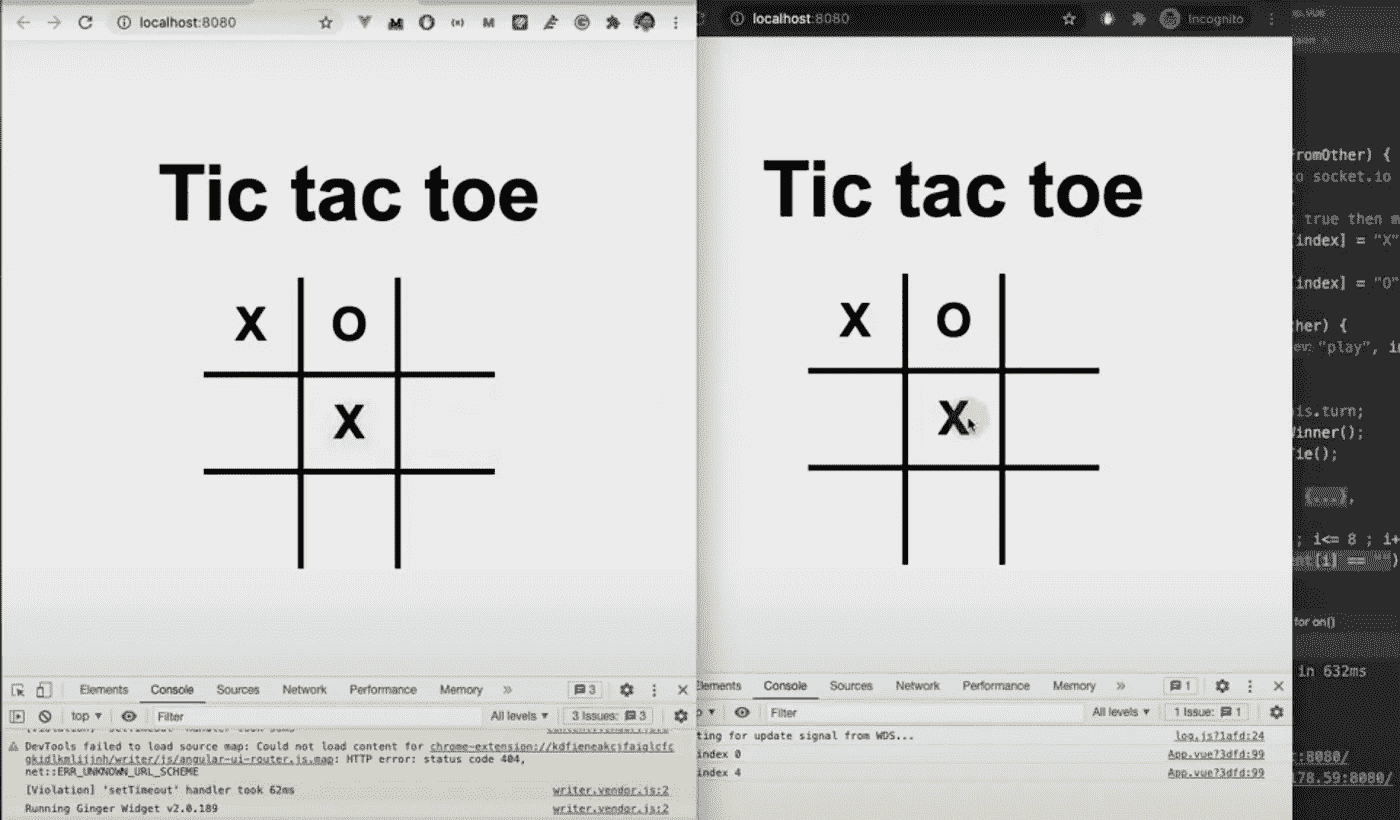 localhost:8080
localhost:8080
Incognito
Tic tac toe
X O
X
Tic tac toe
X O
X
Elements Console Sources Network Performance Memory » 3
top ▾ Filter All levels ▾ 3 Issues: 3
DevTools failed to load source map: Could not load content for chrome-extension://kdfieneakcjfaiglcfc
gkidlkmlijjnh/writer/js/angular-ui-router.js.map: HTTP error: status code 404,
net::ERR_UNKNOWN_URL_SCHEME
[Violation] 'setTimeout' handler took 62ms writer.vendor.js:2
Running Ginger Widget v2.0.189 writer.vendor.js:2
lements Console Sources Network Performance Memory » 1
Filter All levels ▾ 1 Issue: 1
ting for update signal from WDS... log.js?1afd:24
index 0 App.vue?3dfd:99
index 4 App.vue?3dfd:99
romOther) {
o socket.io
true then m
[index] = "X"
[index] = "O"
her) {
"play", i
is.turn;
Winner();
Tie();
{...},
; i<= 8 ; i+
nt[i] == "")
for on()
in 632ms
t:8080/
178.59:8080/